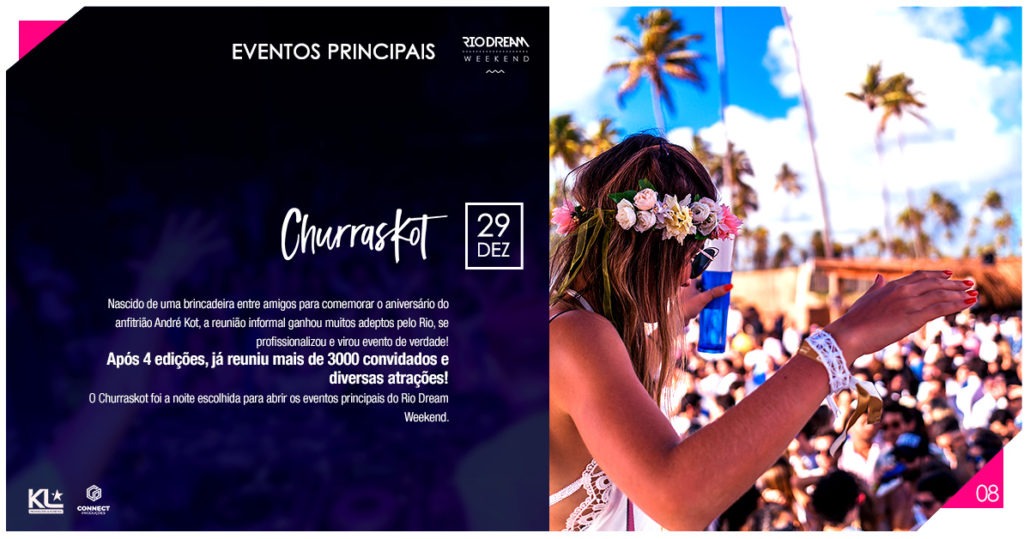 EVENTOS PRINCIPAIS
RIO DREAM
WEEKEND
Churraskot
29
DEZ
Nascido de uma brincadeira entre amigos para comemorar o aniversário do
anfitrião André Kot, a reunião informal ganhou muitos adeptos pelo Rio, se
profissionalizou e virou evento de verdade!
Após 4 edições, já reuniu mais de 3000 convidados e
diversas atrações!
O Churraskot foi a noite escolhida para abrir os eventos principais do Rio Dream
Weekend.
KL
CONNECT
PRODUÇÕES
08